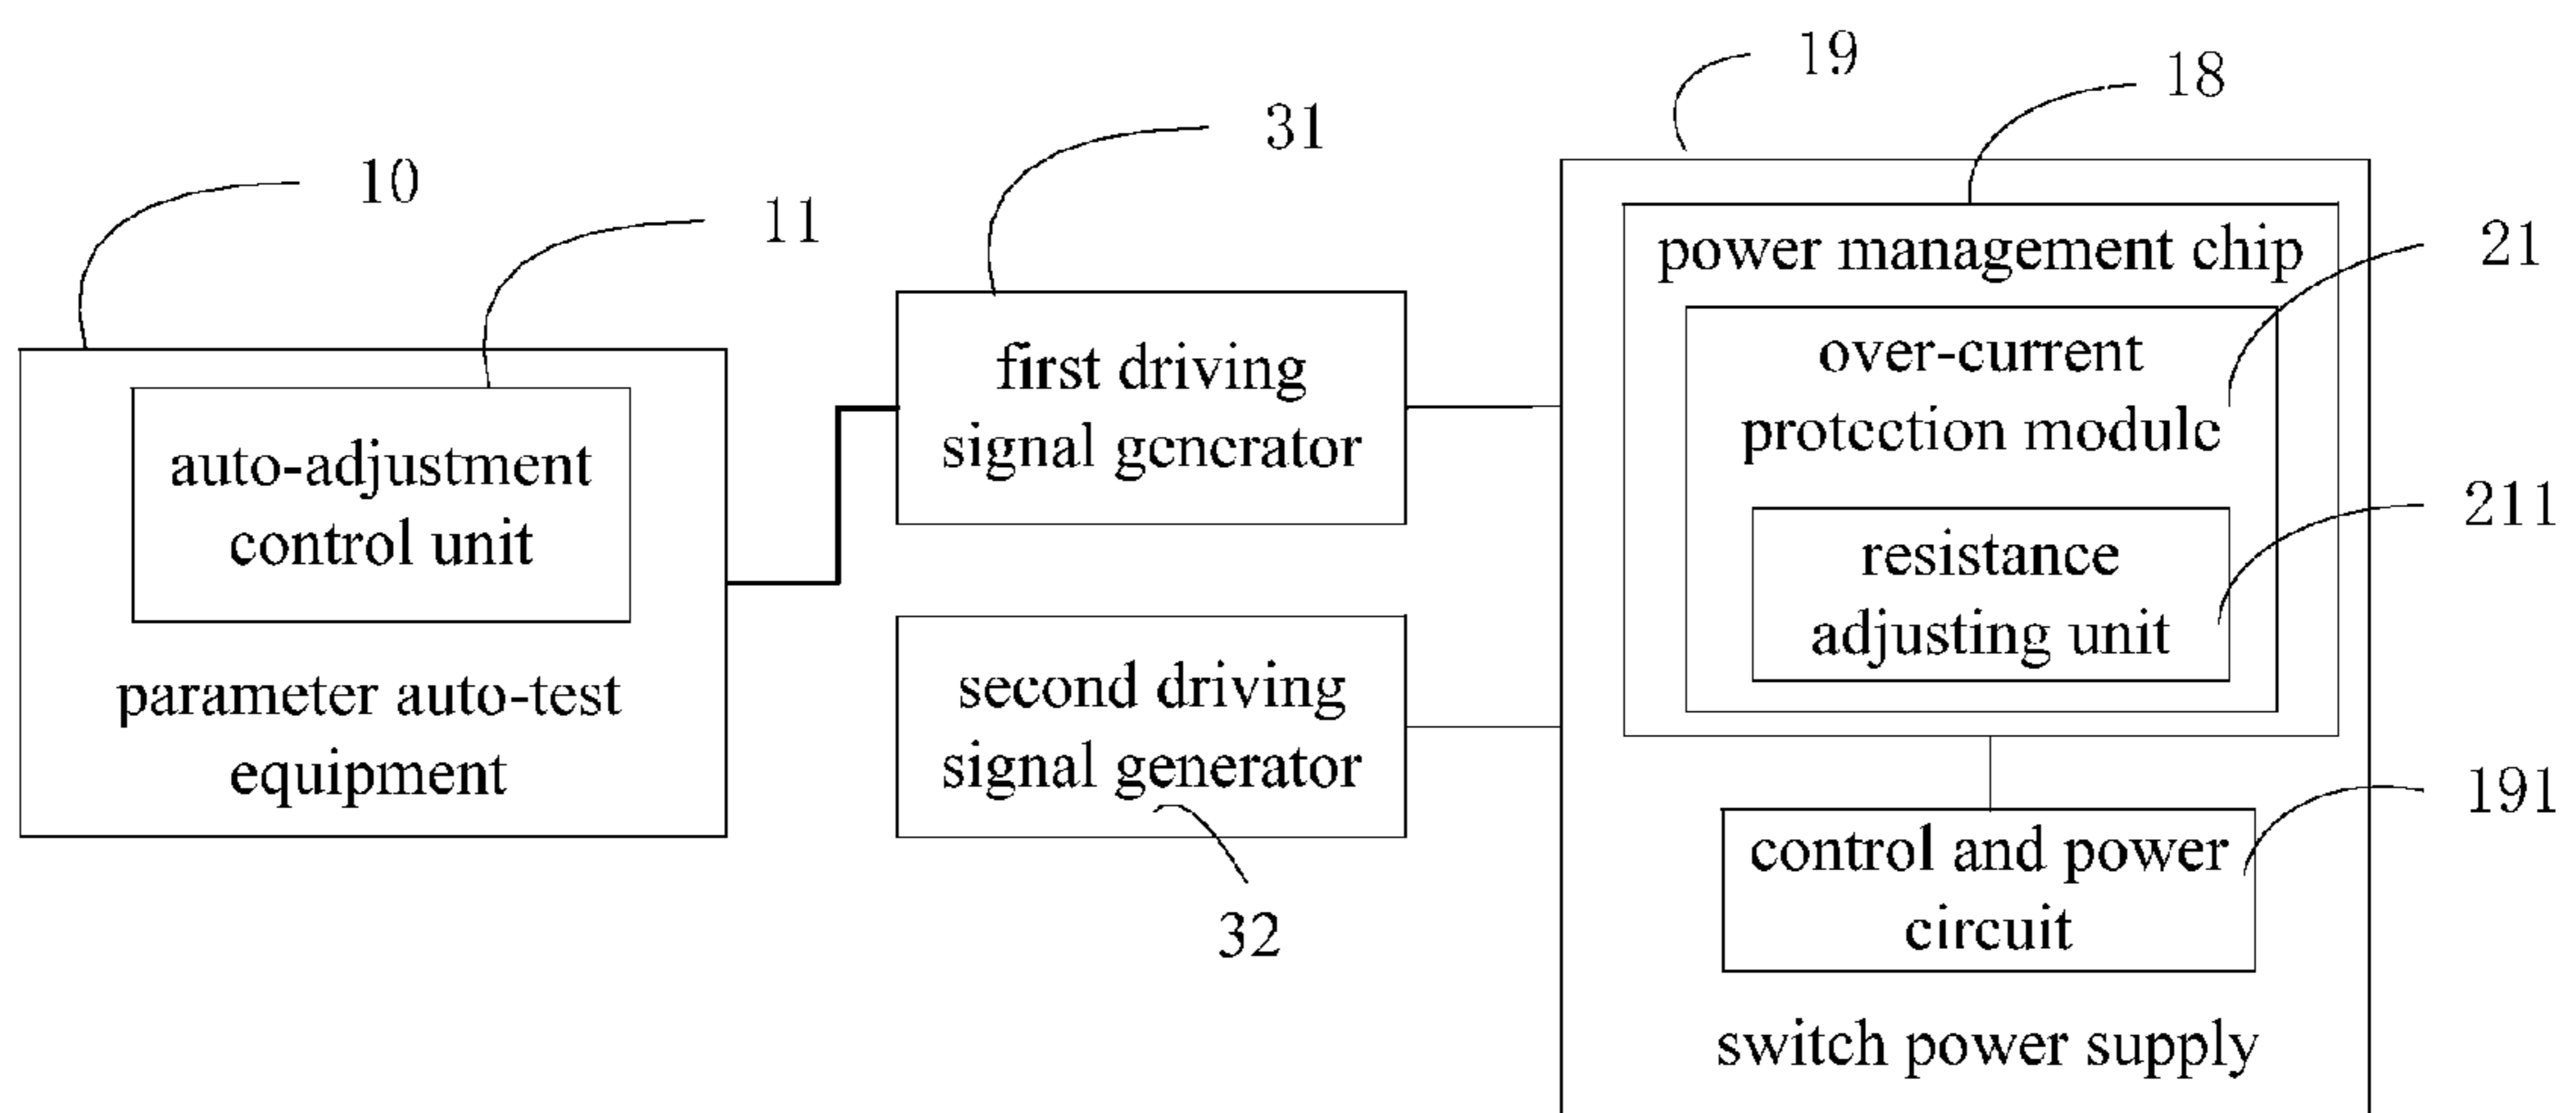 10
11
auto-adjustment
control unit
parameter auto-test
equipment
31
first driving
signal generator
second driving
signal generator
32
19
18
power management chip
21
over-current
protection module
211
resistance
adjusting unit
191
control and power
circuit
switch power supply